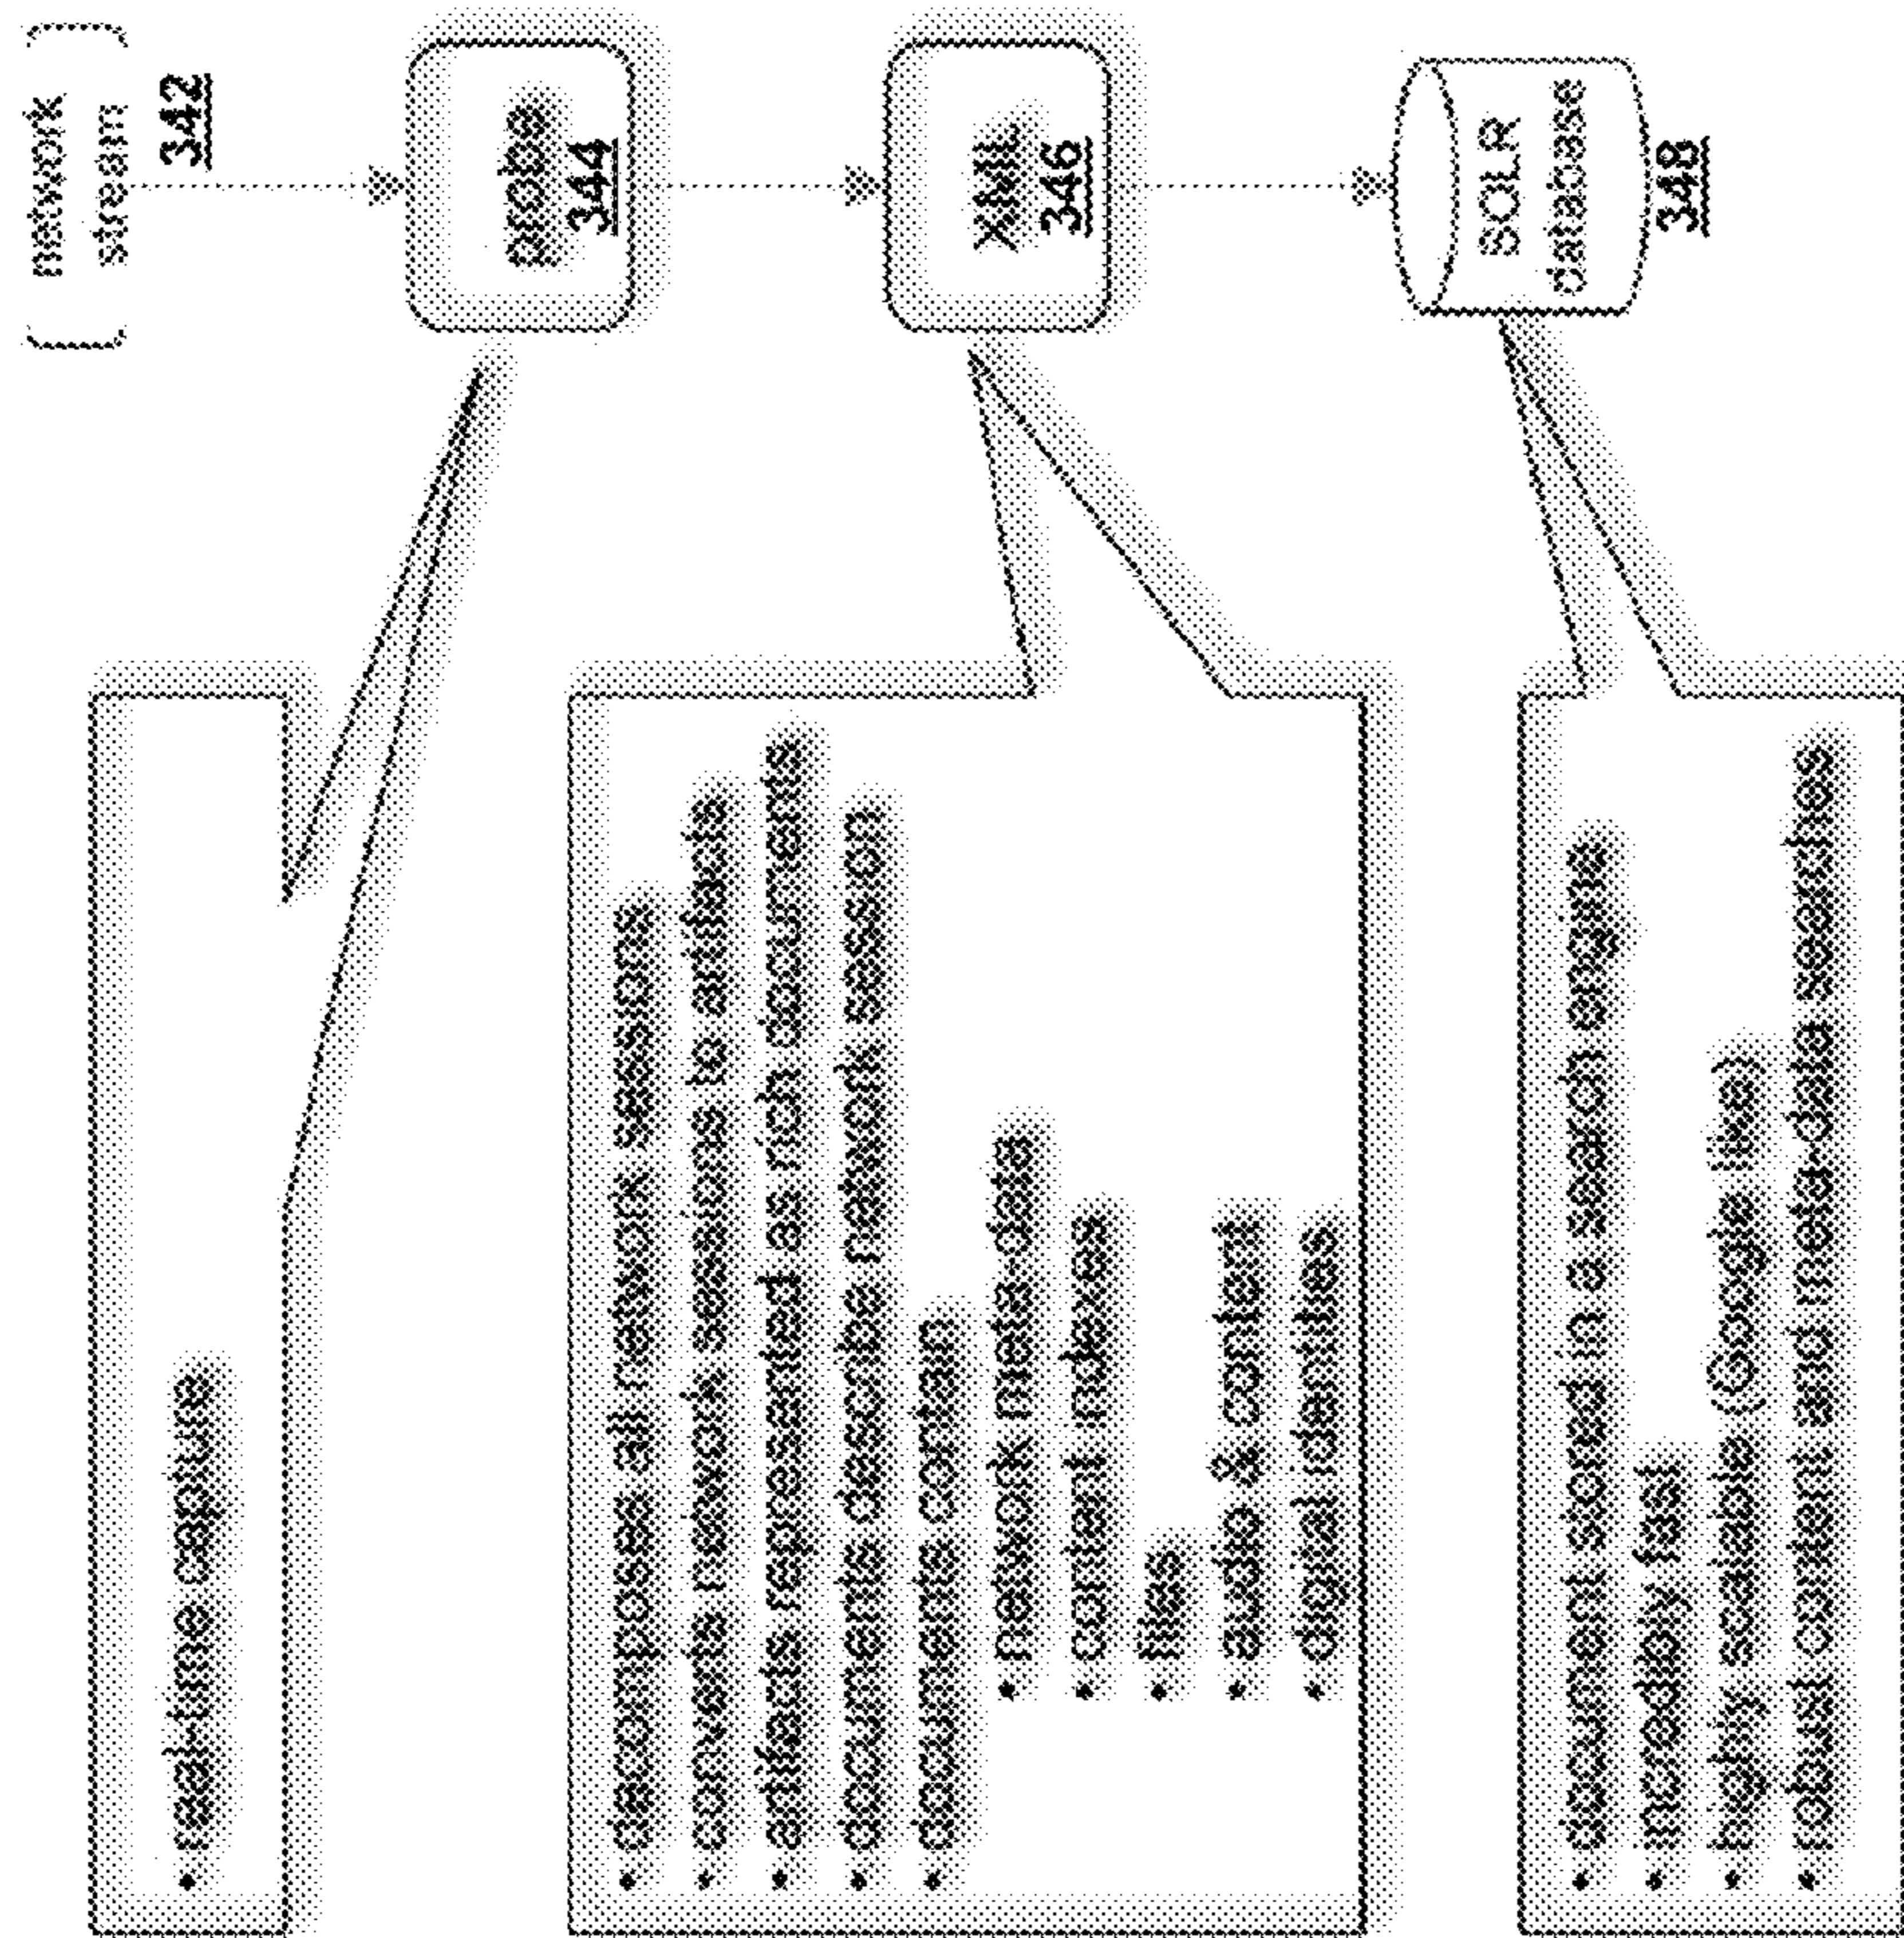 network
stream
342
probe
344
XML
346
SOLR
database
348
• real-time capture
• decomposes all network sessions
• converts network sessions to artifacts
• artifacts represented as rich documents
• documents describe network session
• documents contain
• network meta-data
• content indexes
• files
• audio & content
• digital identities
• document stored in a search engine
• incredibly fast
• highly scalable (Google like)
• robust content and meta-data searches